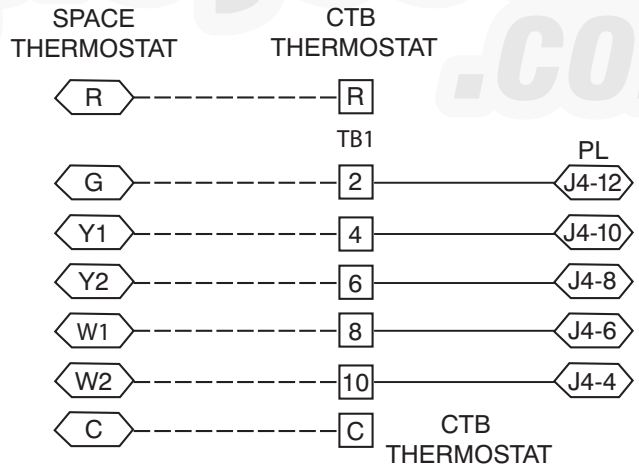 SPACE THERMOSTAT
CTB THERMOSTAT
R R
TB1
PL
G 2 J4-12
Y1 4 J4-10
Y2 6 J4-8
W1 8 J4-6
W2 10 J4-4
C C
CTB THERMOSTAT